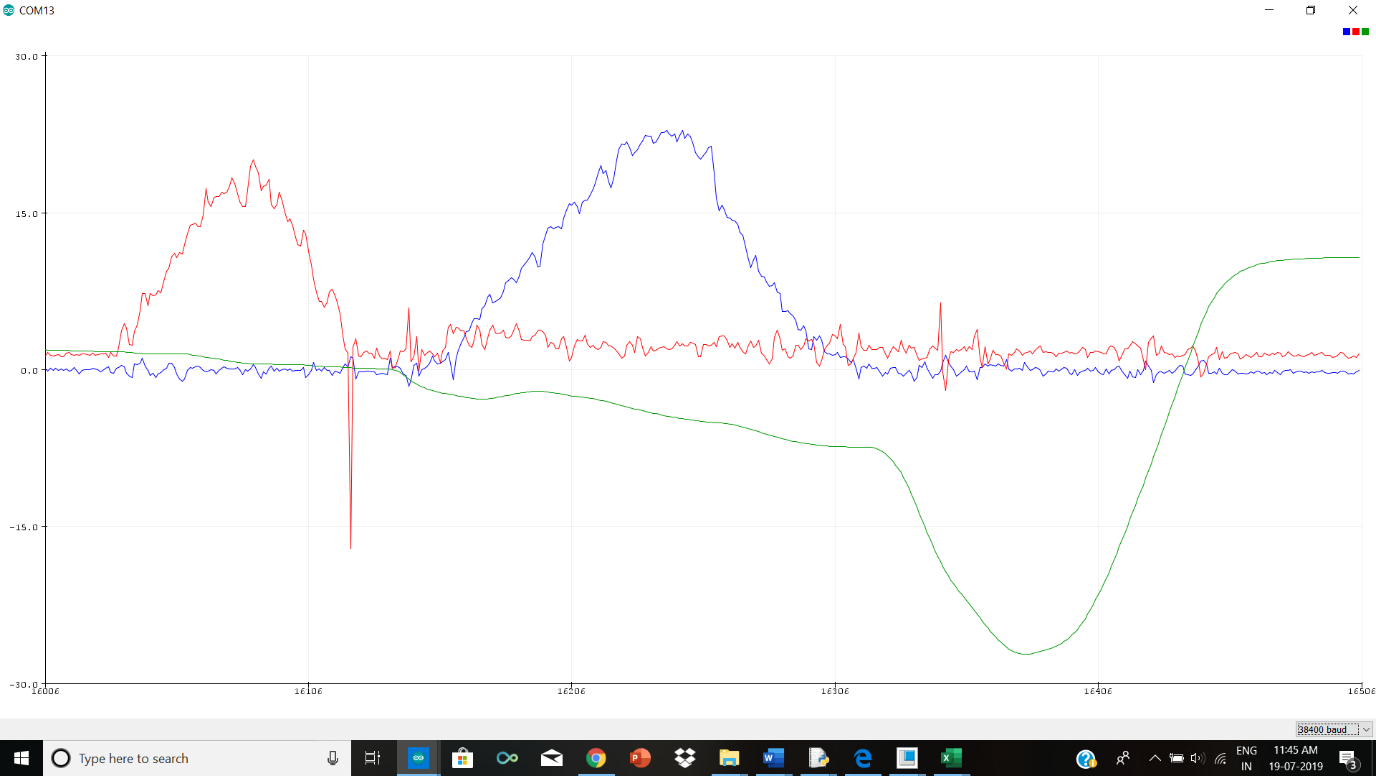 COM13
30.0
15.0
0.0
-15.0
-30.0
16006 16106 16206 16306 16406 16506
38400 baud
Type here to search
ENG 11:45 AM
IN 19-07-2019
3